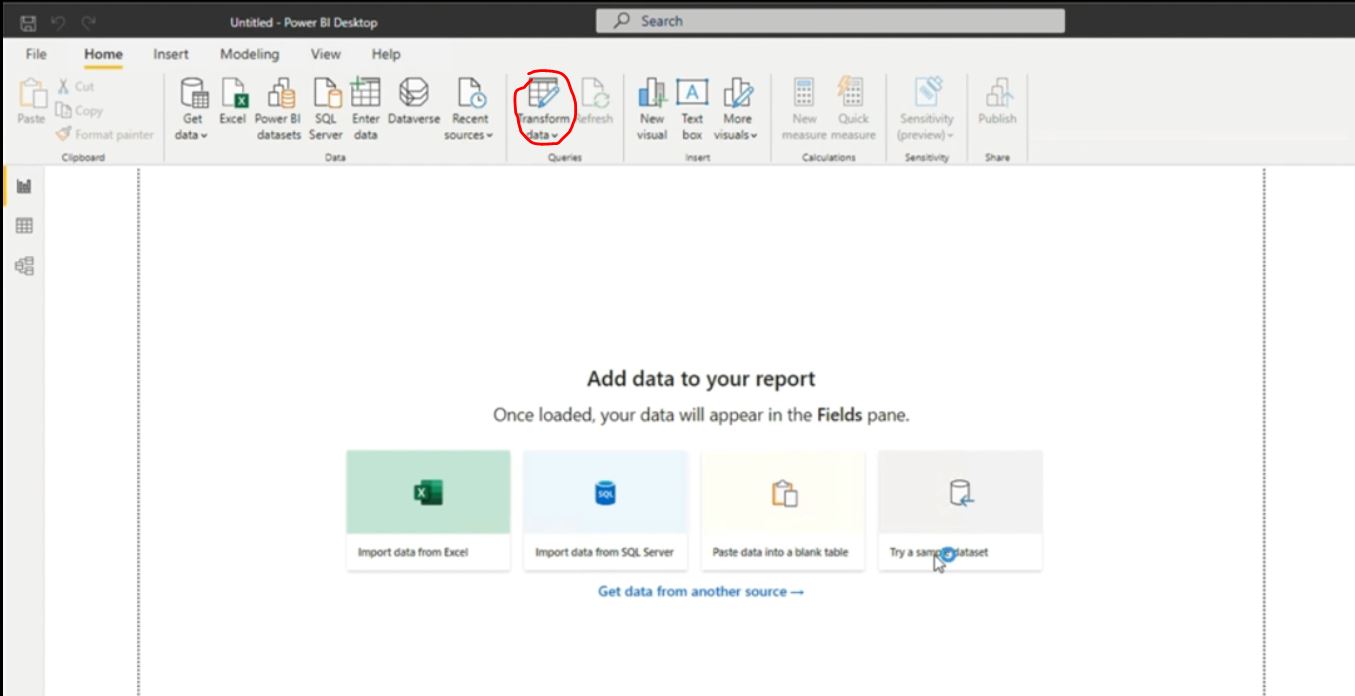 Untitled - Power BI Desktop
Search
File Home Insert Modeling View Help
Paste
Cut
Copy
Format painter
Clipboard
Get data
Excel
Power BI datasets
SQL Server
Enter data
Dataverse
Recent sources
Data
Transform data
Refresh
Queries
New visual
Text box
More visuals
Insert
New measure
Quick measure
Calculations
Sensitivity (preview)
Sensitivity
Publish
Share
Add data to your report
Once loaded, your data will appear in the Fields pane.
SQL
Import data from Excel
Import data from SQL Server
Paste data into a blank table
Try a sample dataset
Get data from another source →